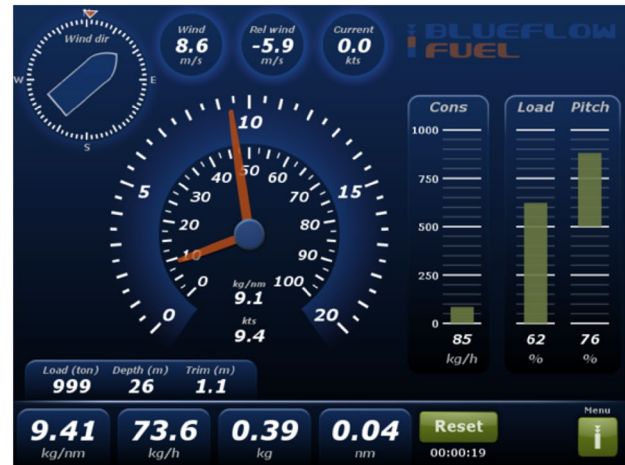 Wind dir
W
E
S
Wind
8.6
m/s
Rel wind
-5.9
m/s
Current
0.0
kts
BLUEFLOW
FUEL
0
5
10
15
20
0
10
20
30
40
50
60
70
80
90
100
kg/nm
9.1
kts
9.4
Cons
1000
750
500
250
0
85
kg/h
Load Pitch
62 76
% %
Load (ton) Depth (m) Trim (m)
999 26 1.1
9.41
kg/nm
73.6
kg/h
0.39
kg
0.04
nm
Reset
00:00:19
Menu